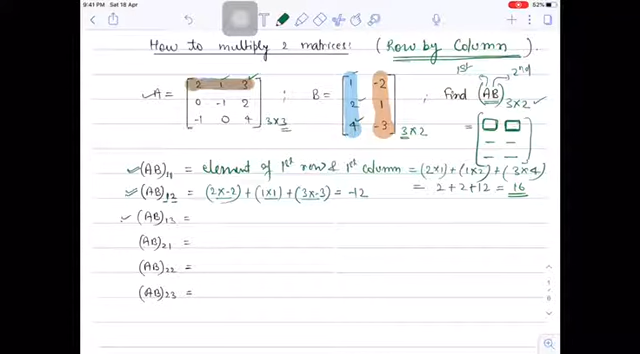 9:41 PM Sat 18 Apr
52%
How to multiply 2 matrices: (Row by Column).
1st 2nd
A = [2 1 3; 0 -1 2; -1 0 4] 3×3 ; B = [1 -2; 2 1; 4 -3] 3×2 ; Find (AB) 3×2
=
(AB)11 = element of 1st row & 1st column = (2×1)+(1×2)+(3×4)
= 2+2+12 = 16
(AB)12 = (2×-2)+(1×1)+(3×-3) = -12
(AB)13 =
(AB)21 =
(AB)22 =
(AB)23 =